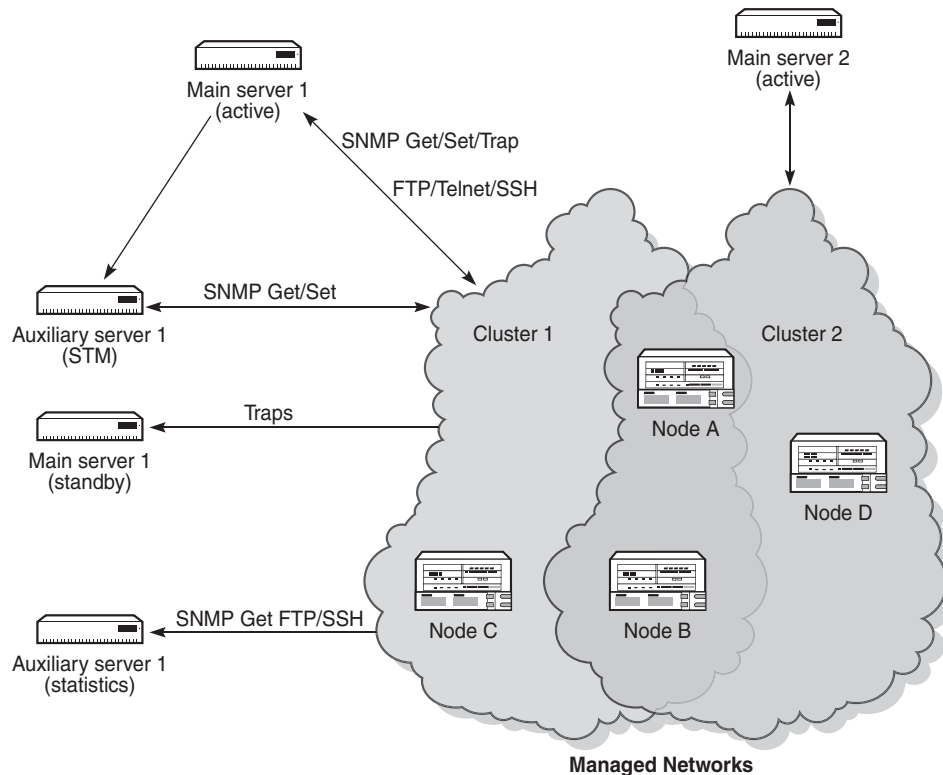 Main server 1
(active)
Main server 2
(active)
SNMP Get/Set/Trap
FTP/Telnet/SSH
SNMP Get/Set
Auxiliary server 1
(STM)
Cluster 1
Cluster 2
Node A
Traps
Main server 1
(standby)
Node D
SNMP Get FTP/SSH
Auxiliary server 1
(statistics)
Node C
Node B
Managed Networks